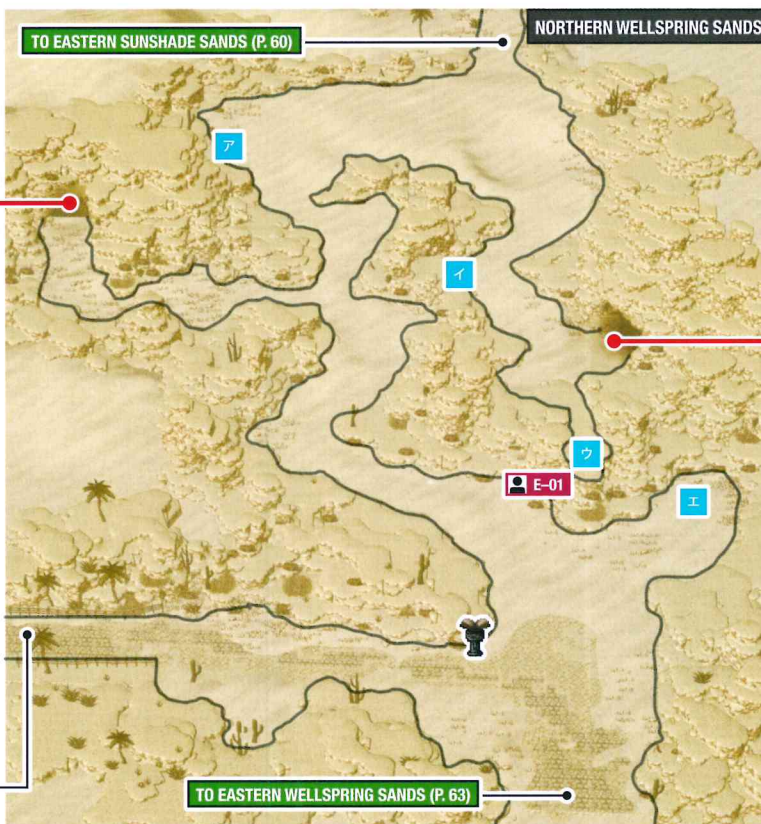 TO EASTERN SUNSHADE SANDS (P. 60)
NORTHERN WELLSPRING SANDS
ア
イ
ウ
E–01
エ
TO EASTERN WELLSPRING SANDS (P. 63)